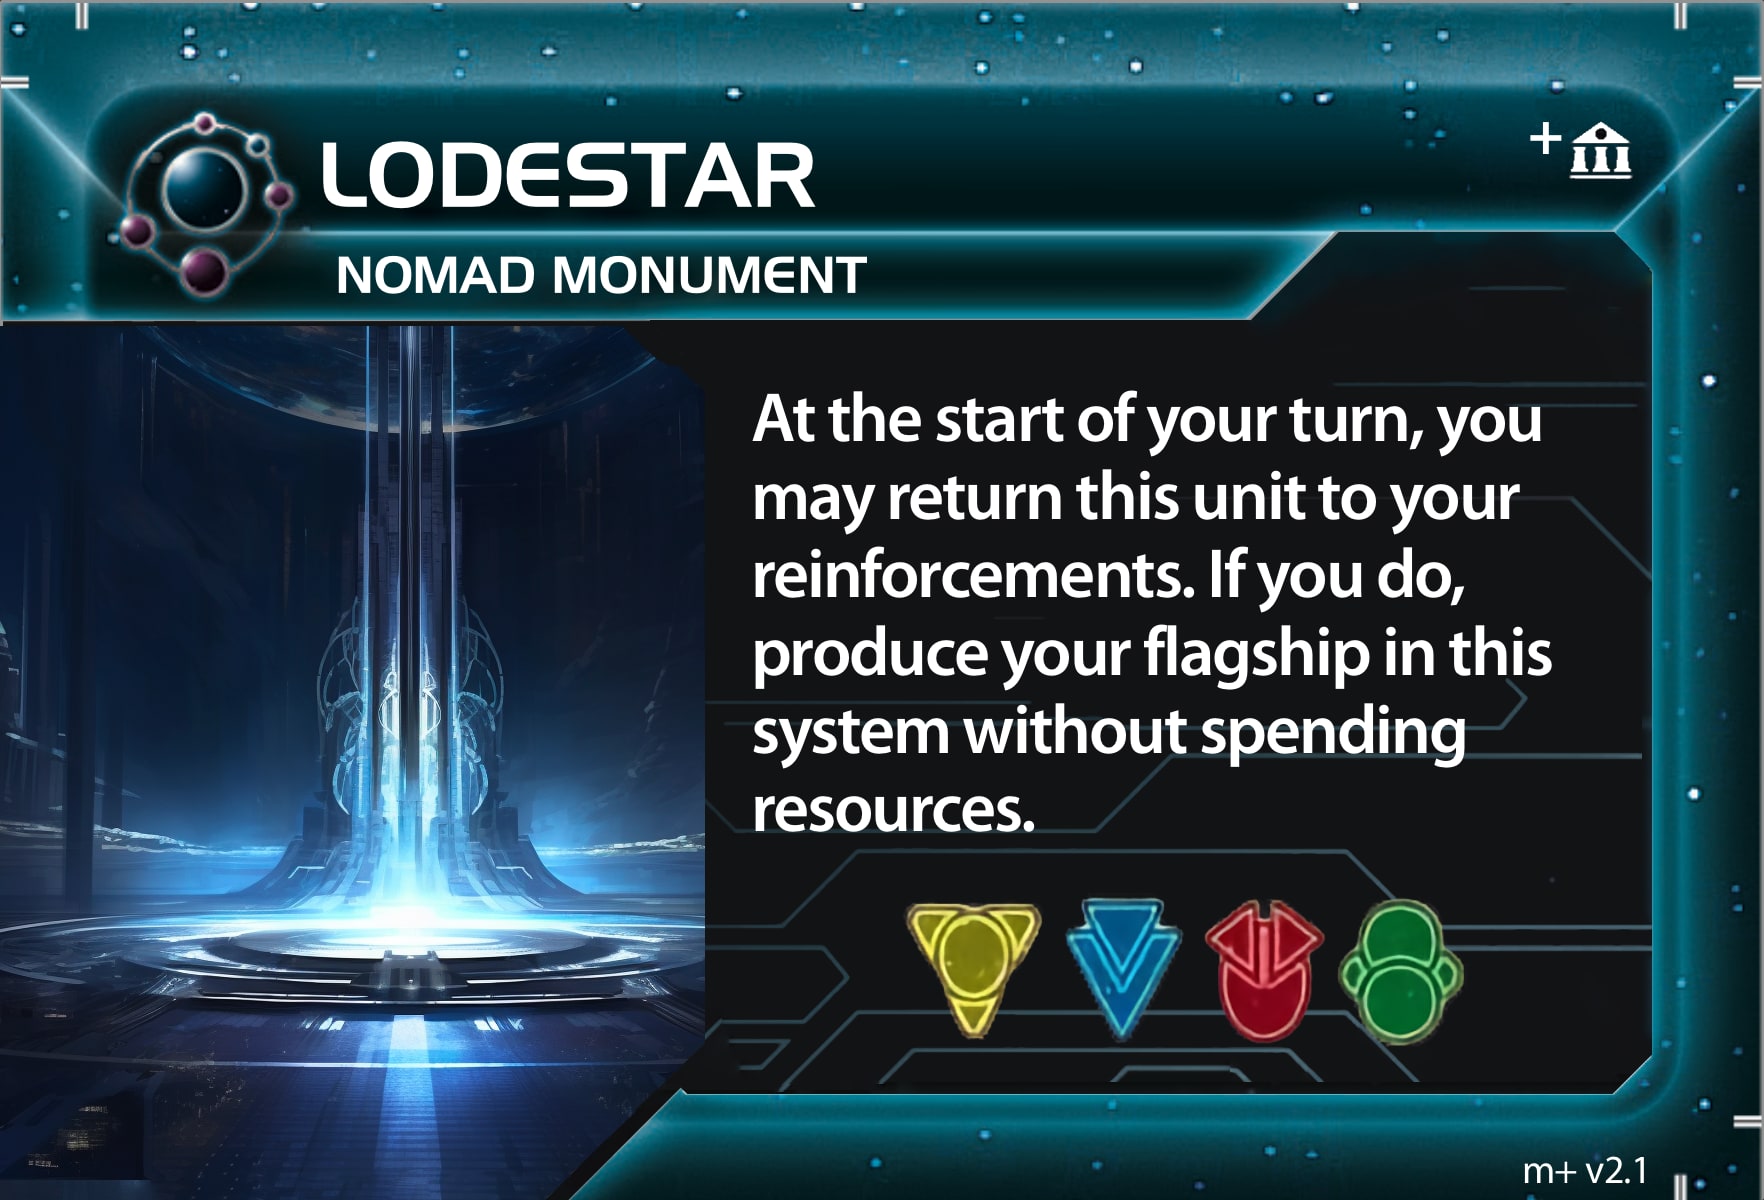 LODESTAR
+
NOMAD MONUMENT
At the start of your turn, you
may return this unit to your
reinforcements. If you do,
produce your flagship in this
system without spending
resources.
m+ v2.1